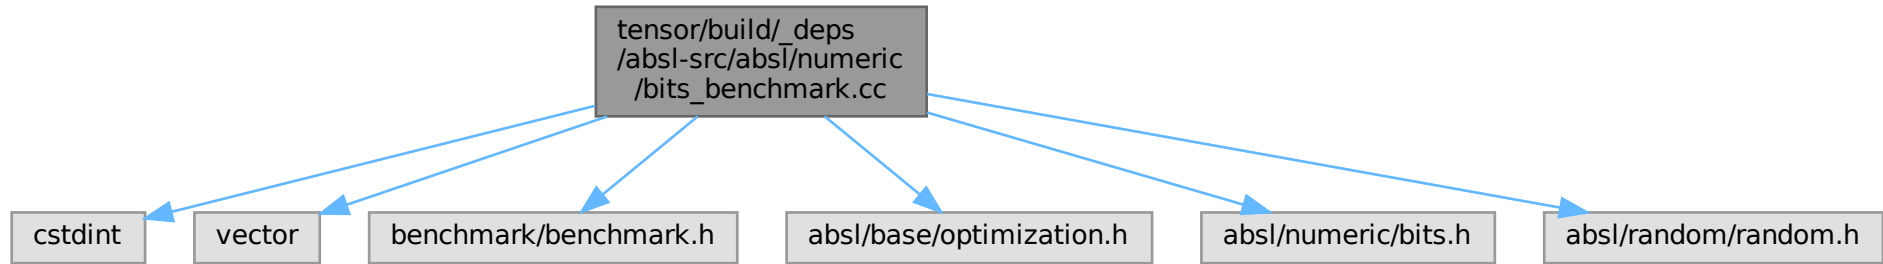 tensor/build/_deps
/absl-src/absl/numeric
/bits_benchmark.cc
cstdint
vector
benchmark/benchmark.h
absl/base/optimization.h
absl/numeric/bits.h
absl/random/random.h